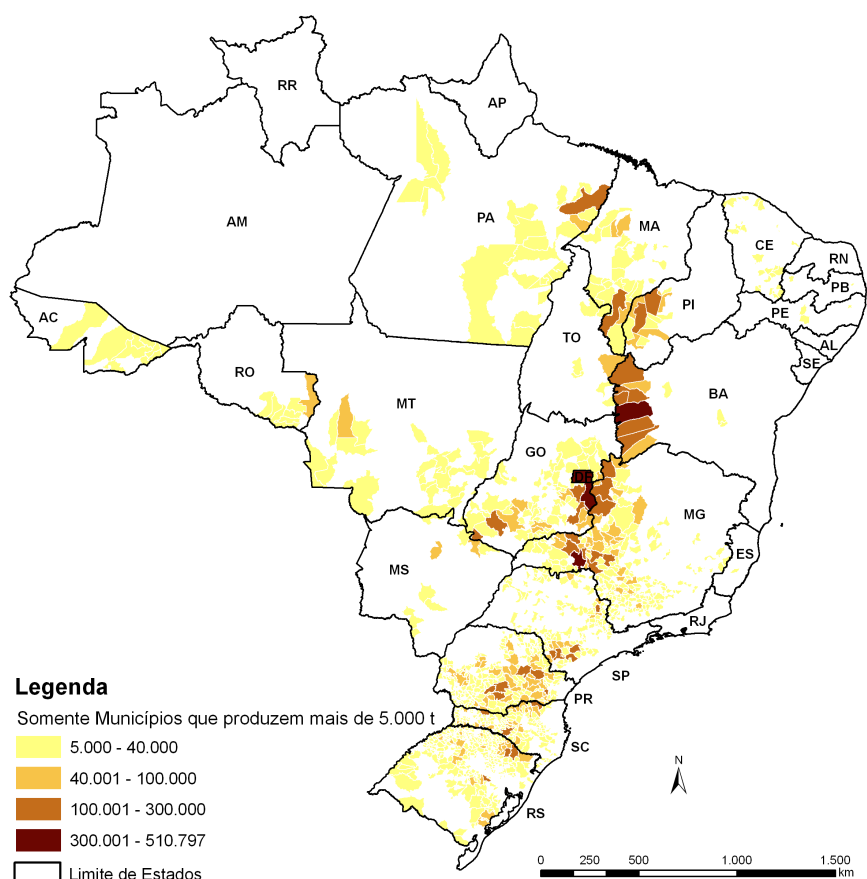 RR
AP
AM
PA
MA
CE
RN
PB
PI
PE
AC
TO
AL
SE
RO
BA
MT
GO
DF
MG
MS
ES
RJ
SP
PR
SC
RS
N
Legenda
Somente Municípios que produzem mais de 5.000 t
5.000 - 40.000
40.001 - 100.000
100.001 - 300.000
300.001 - 510.797
Limite de Estados
0 250 500 1.000 1.500
km